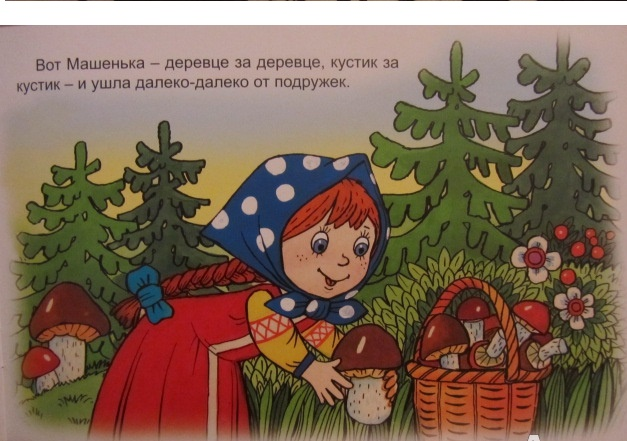 Вот Машенька – деревце за деревце, кустик за
кустик – и ушла далеко-далеко от подружек.